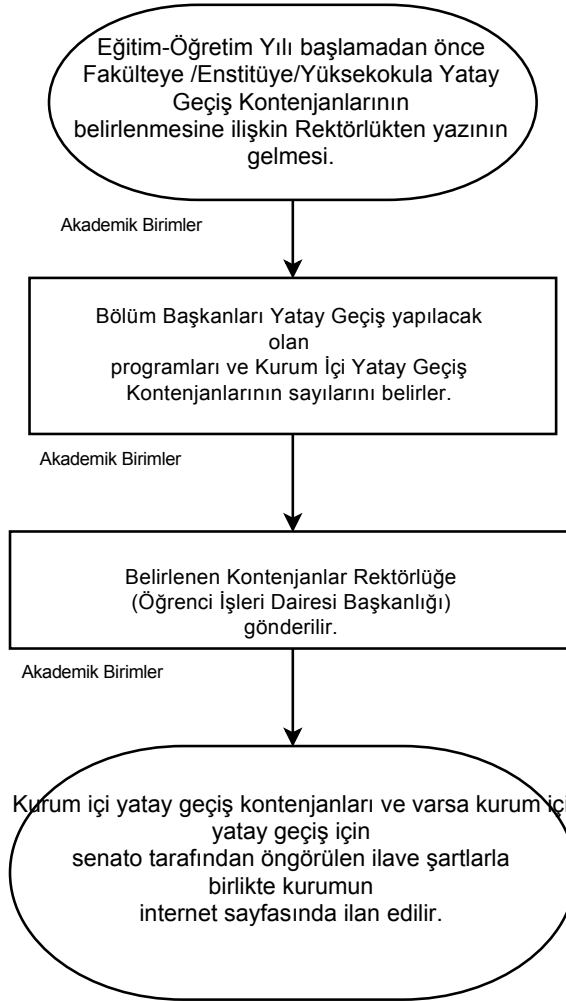 Eğitim-Öğretim Yılı başlamadan önce
Fakülteye /Enstitüye/Yüksekokula Yatay
Geçiş Kontenjanlarının
belirlenmesine ilişkin Rektörlükten yazının
gelmesi.
Akademik Birimler
Bölüm Başkanları Yatay Geçiş yapılacak
olan
programları ve Kurum İçi Yatay Geçiş
Kontenjanlarının sayılarını belirler.
Akademik Birimler
Belirlenen Kontenjanlar Rektörlüğe
(Öğrenci İşleri Dairesi Başkanlığı)
gönderilir.
Akademik Birimler
Kurum içi yatay geçiş kontenjanları ve varsa kurum içi
yatay geçiş için
senato tarafından öngörülen ilave şartlarla
birlikte kurumun
internet sayfasında ilan edilir.